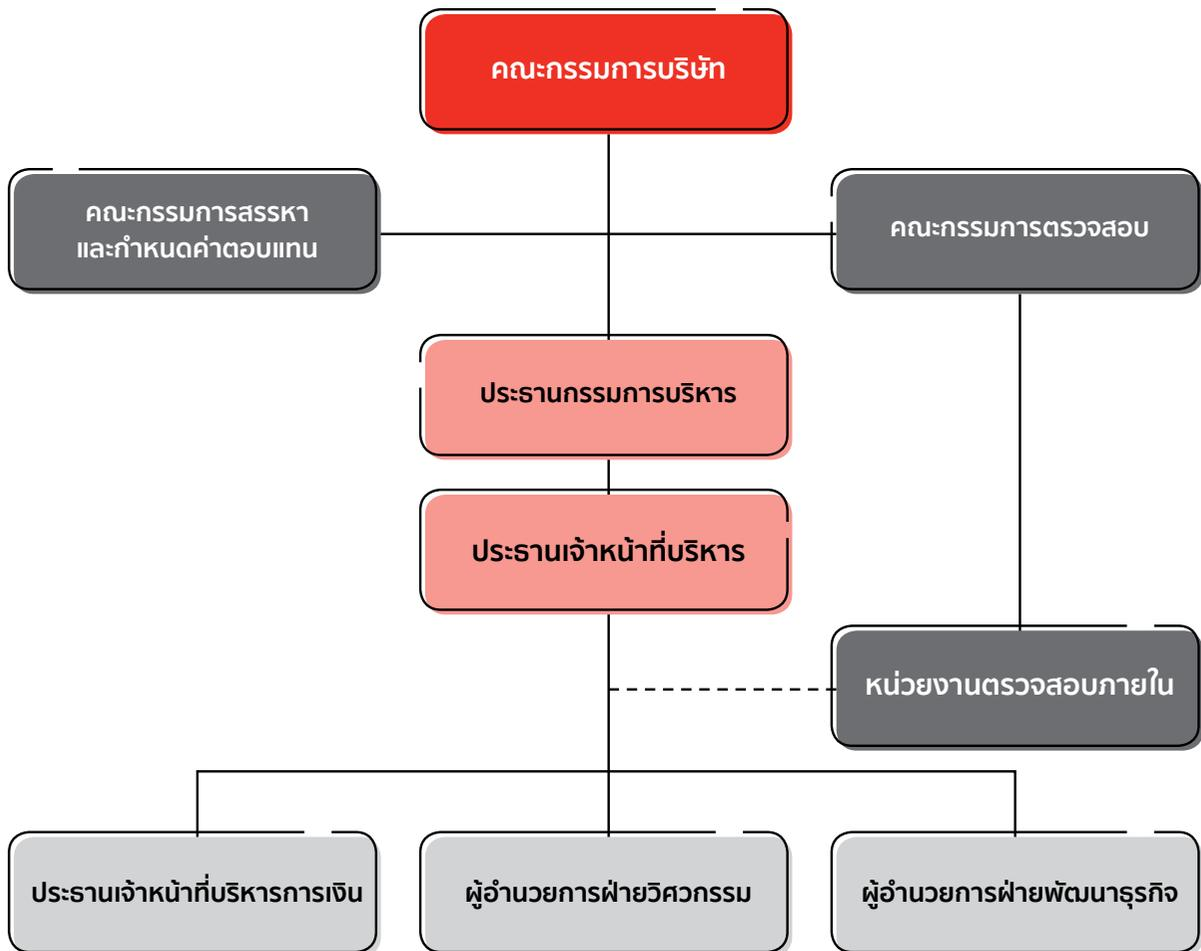 คณะกรรมการบริษัท
คณะกรรมการสรรหา
และกำหนดค่าตอบแทน
คณะกรรมการตรวจสอบ
ประธานกรรมการบริหาร
ประธานเจ้าหน้าที่บริหาร
หน่วยงานตรวจสอบภายใน
ประธานเจ้าหน้าที่บริหารการเงิน
ผู้อำนวยการฝ่ายวิศวกรรม
ผู้อำนวยการฝ่ายพัฒนาธุรกิจ